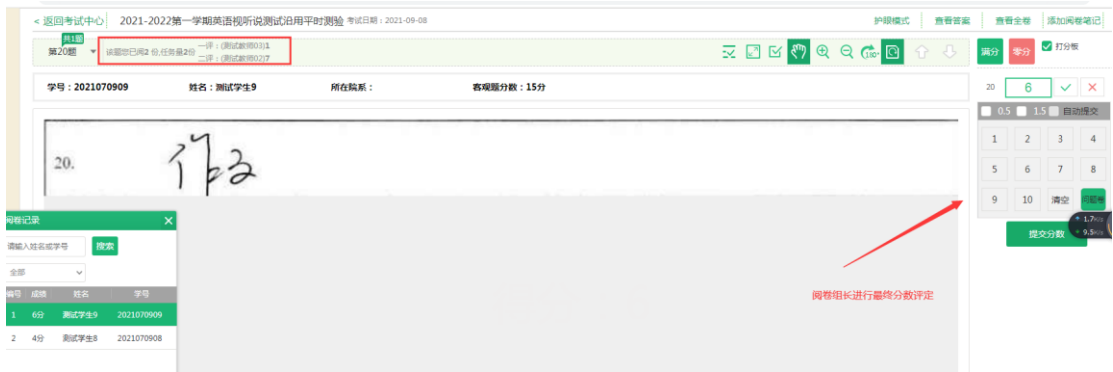 < 返回考试中心 2021-2022第一学期英语视听说测试沿用平时测验 考试日期：2021-09-08 护眼模式 查看答案 查看全卷 添加阅卷笔记
共1题
第20题 该题您已阅2 份,任务量2份 一评：(测试教师03)1
二评：(测试教师02)7
180°
满分 零分 打分板
学号：2021070909 姓名：测试学生9 所在院系： 客观题分数：15分
20 6
0.5 1.5 自动提交
1 2 3 4
5 6 7 8
9 10 清空 问题卷
提交分数
1.7K/s
9.5K/s
20.
阅卷记录
请输入姓名或学号 搜索
全部
编号 成绩 姓名 学号
1 6分 测试学生9 2021070909
2 4分 测试学生8 2021070908
阅卷组长进行最终分数评定